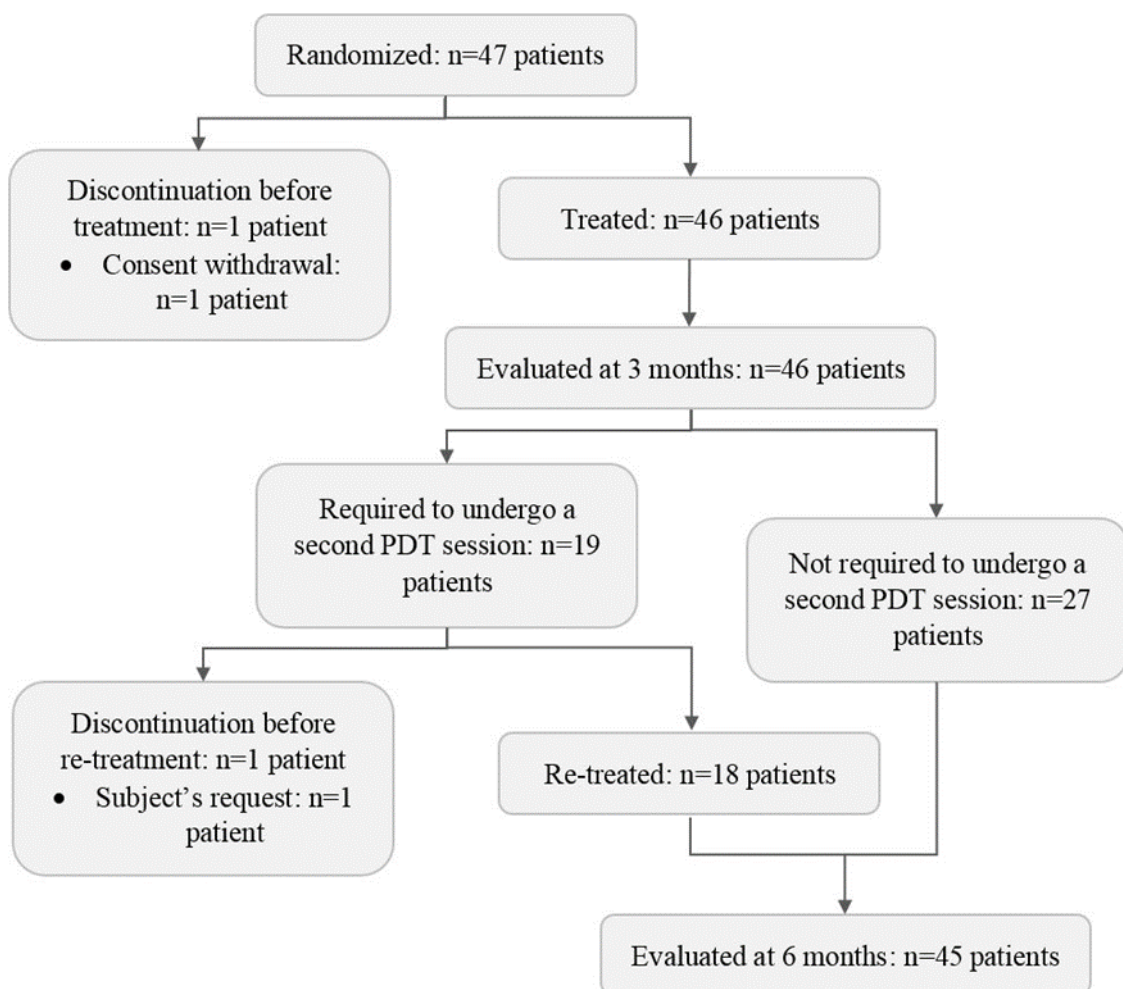 Randomized: n=47 patients
Discontinuation before
treatment: n=1 patient
• Consent withdrawal:
n=1 patient
Treated: n=46 patients
Evaluated at 3 months: n=46 patients
Required to undergo a
second PDT session: n=19
patients
Not required to undergo a
second PDT session: n=27
patients
Discontinuation before
re-treatment: n=1 patient
• Subject’s request: n=1
patient
Re-treated: n=18 patients
Evaluated at 6 months: n=45 patients